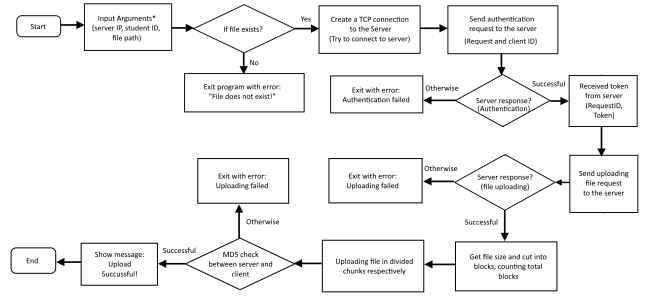 Start
Input Arguments*
(server IP, student ID,
file path)
If file exists?
Yes
Create a TCP connection
to the Server
(Try to connect to server)
Send authentication
request to the server
(Request and client ID)
No
Exit program with error:
"File does not exist!"
Exit with error:
Authentication failed
Otherwise
Server response?
(Authentication)
Successful
Received token
from server
(RequestID,
Token)
Exit with error:
Uploading failed
Exit with error:
Uploading failed
Otherwise
Server response?
(file uploading)
Send uploading
file request
to the server
Otherwise
Successful
End
Show message:
Upload
Succussful!
Successful
MD5 check
between server and
client
Uploading file in divided
chunks respectively
Get file size and cut into
blocks, counting total
blocks